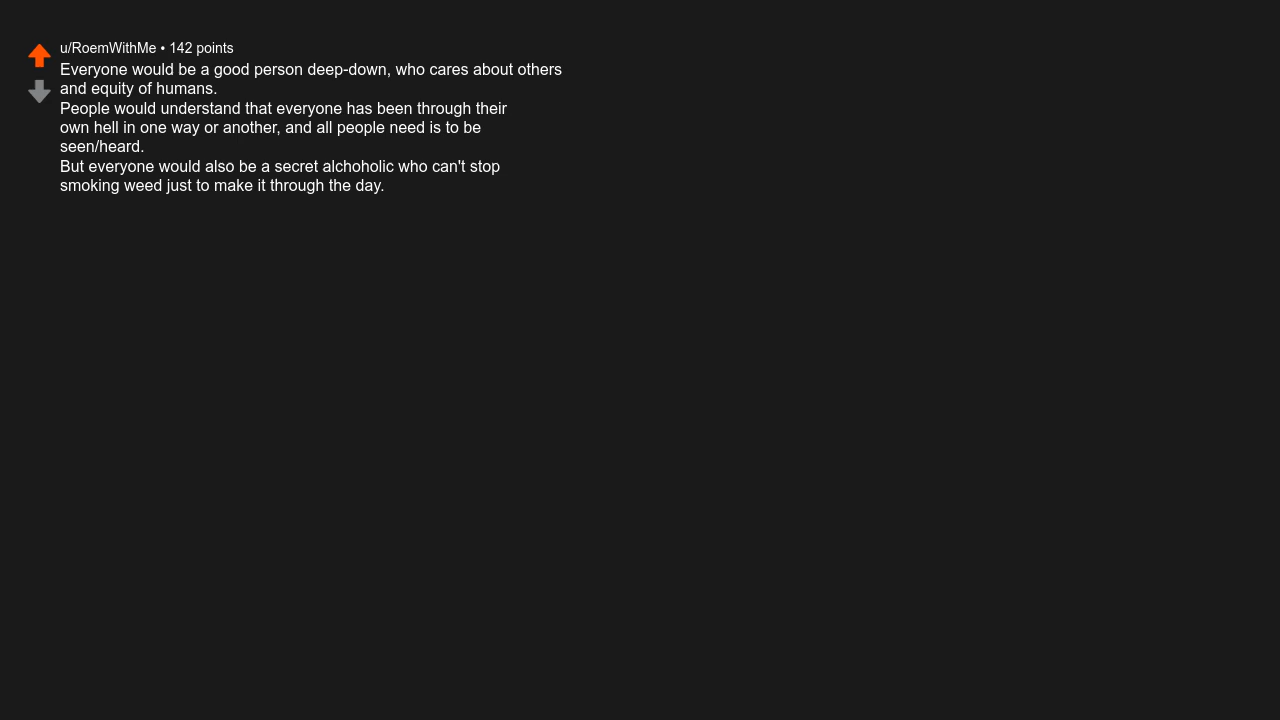 u/RoemWithMe • 142 points
Everyone would be a good person deep-down, who cares about others
and equity of humans.
People would understand that everyone has been through their
own hell in one way or another, and all people need is to be
seen/heard.
But everyone would also be a secret alchoholic who can't stop
smoking weed just to make it through the day.